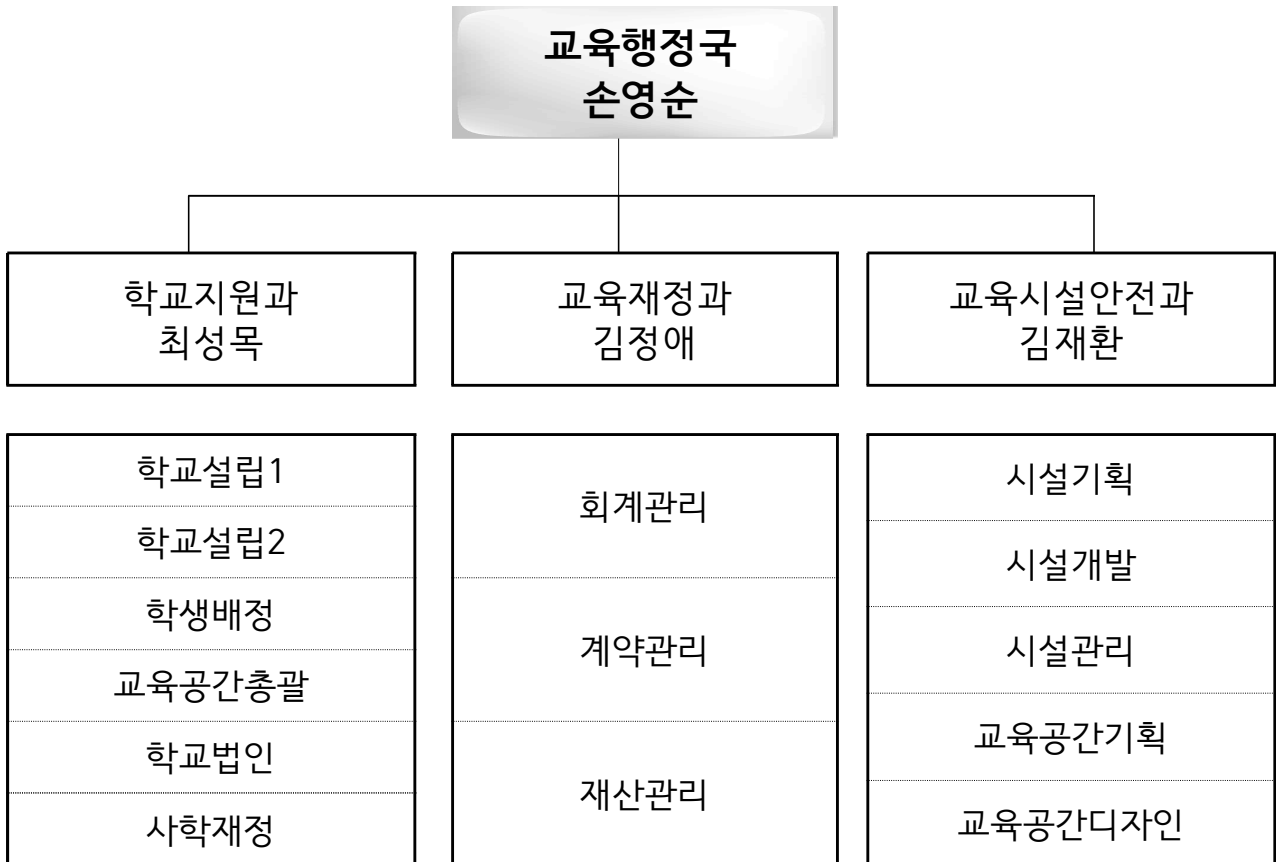 교육행정국
손영순
학교지원과
최성목
교육재정과
김정애
교육시설안전과
김재환
학교설립1
학교설립2
학생배정
교육공간총괄
학교법인
사학재정
회계관리
계약관리
재산관리
시설기획
시설개발
시설관리
교육공간기획
교육공간디자인